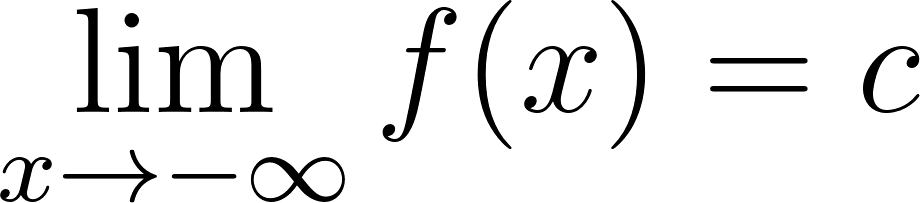 lim f(x) = c
x→−∞